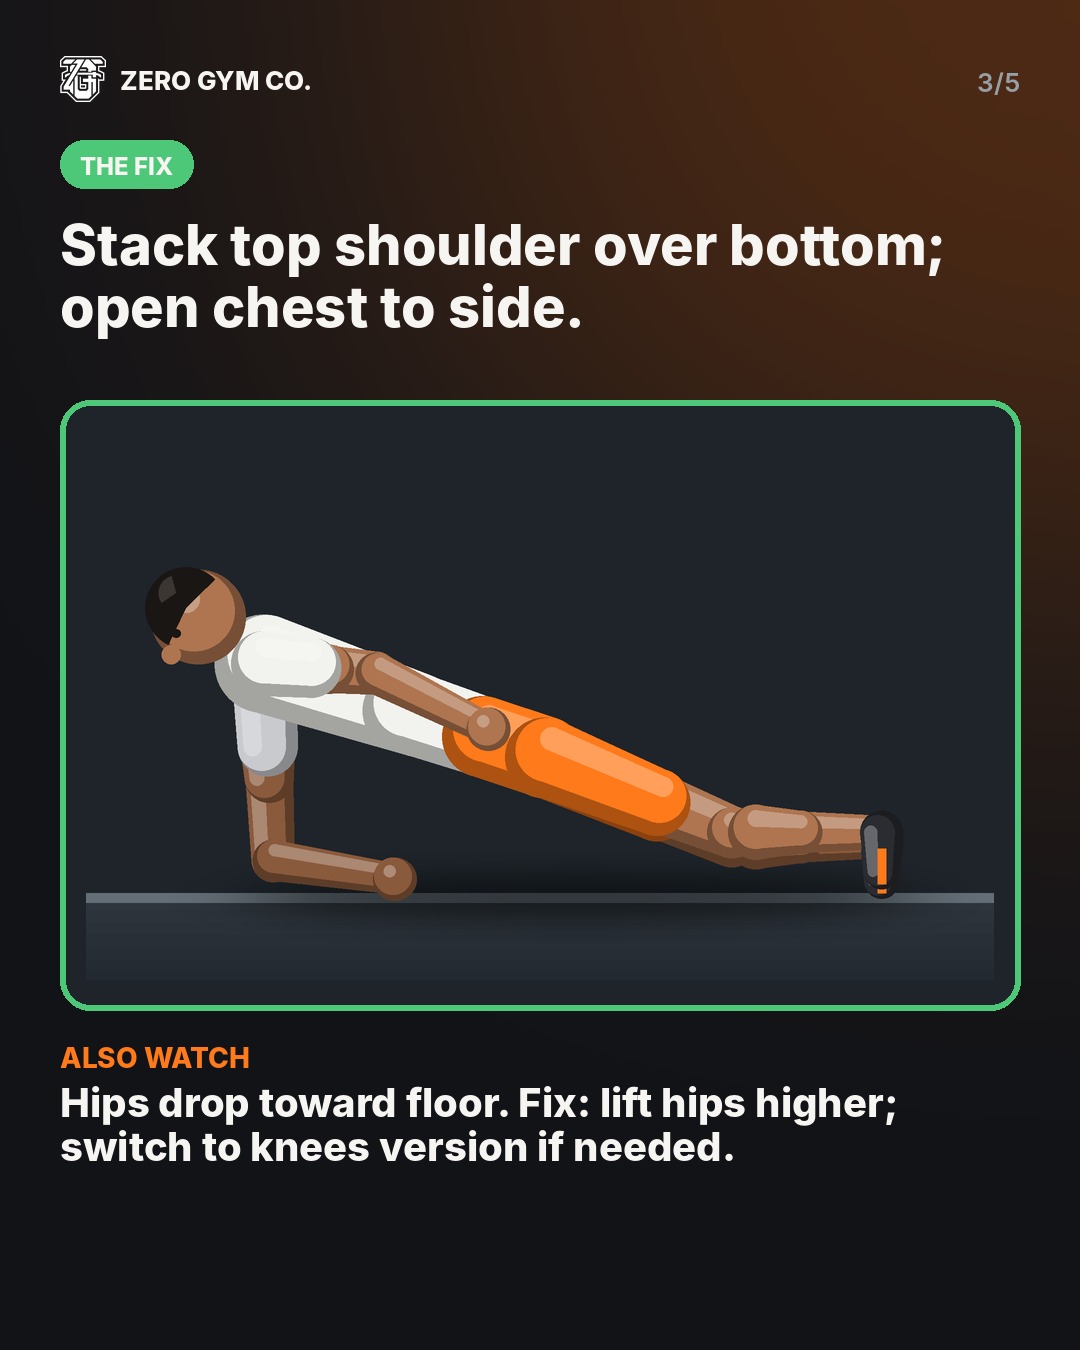 ZERO GYM CO.
3/5
THE FIX
Stack top shoulder over bottom;
open chest to side.
ALSO WATCH
Hips drop toward floor. Fix: lift hips higher;
switch to knees version if needed.